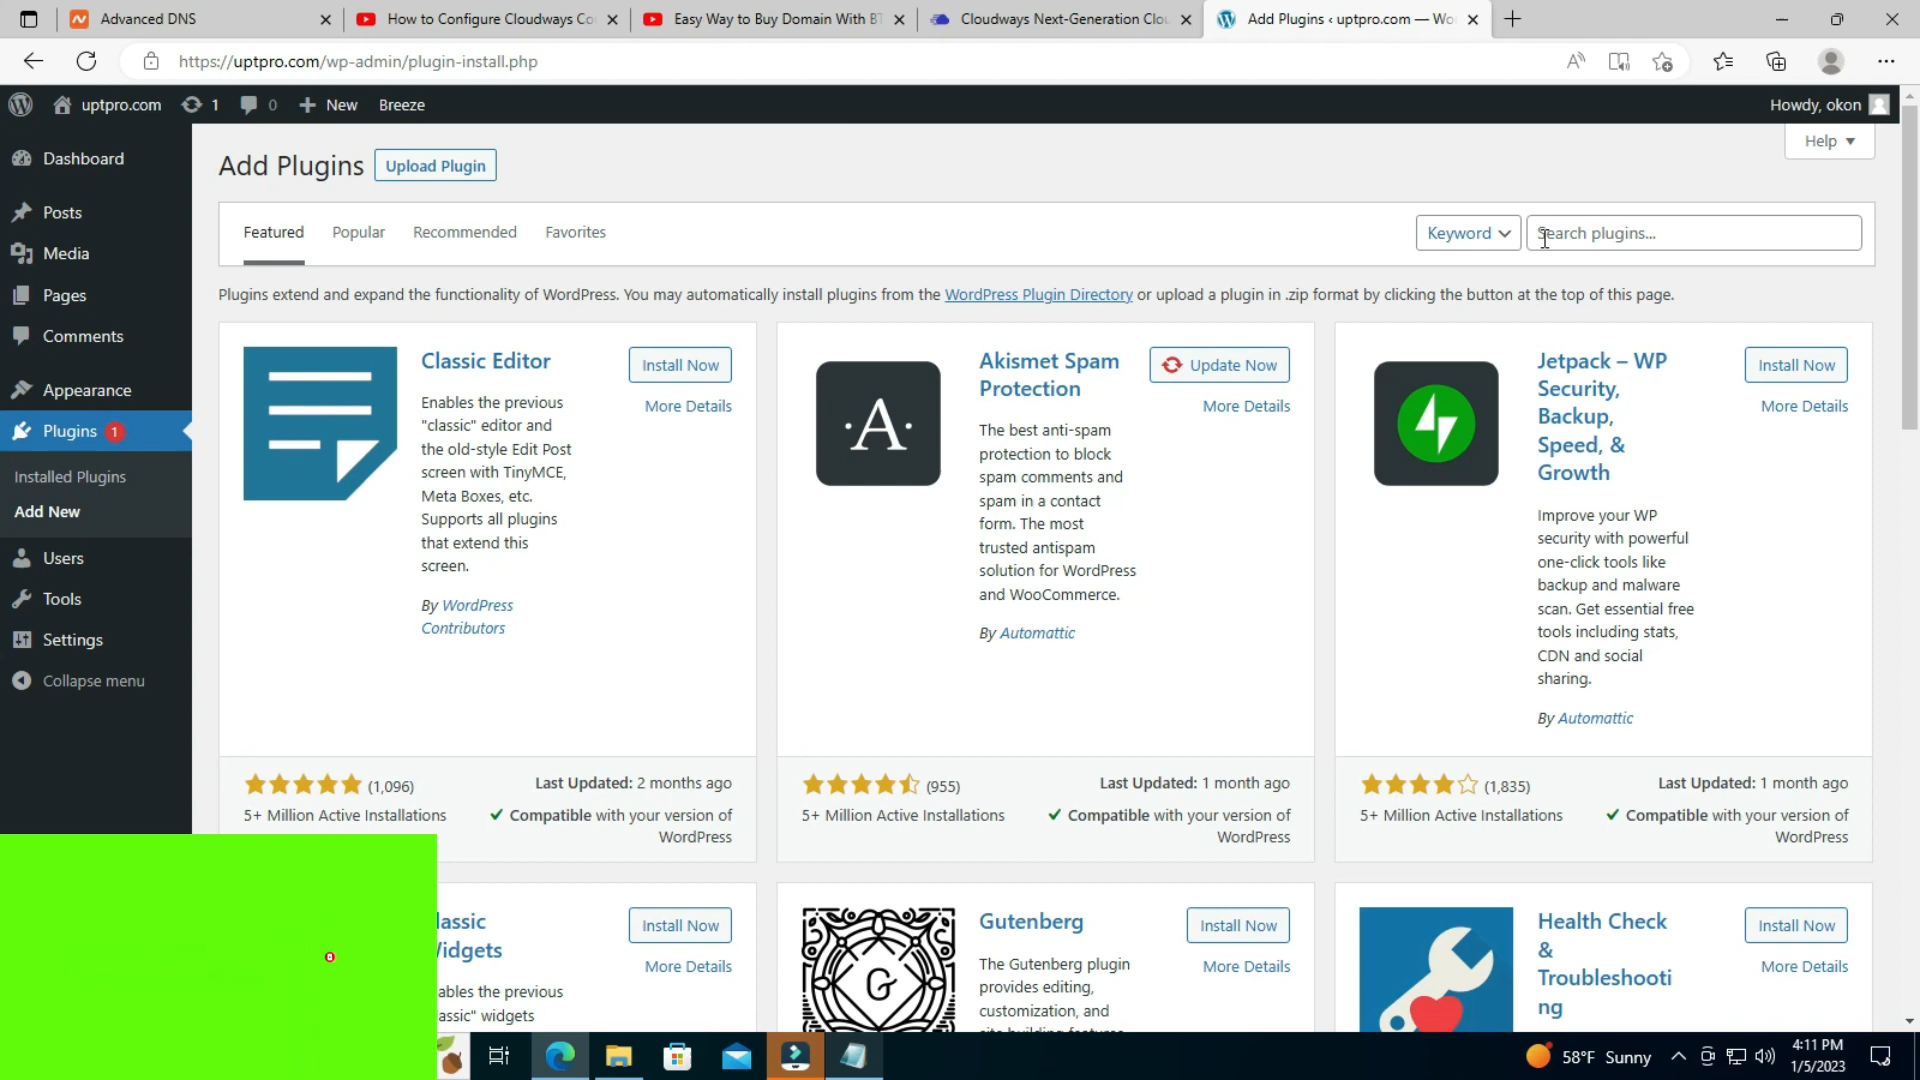 Advanced DNS
How to Configure Cloudways Co
Easy Way to Buy Domain With BT
Cloudways Next-Generation Clou
Add Plugins ‹ uptpro.com — Wo
https://uptpro.com/wp-admin/plugin-install.php
uptpro.com
1
0
New
Breeze
Howdy, okon
Help
Dashboard
Posts
Media
Pages
Comments
Appearance
Plugins 1
Installed Plugins
Add New
Users
Tools
Settings
Collapse menu
Add Plugins
Upload Plugin
Featured
Popular
Recommended
Favorites
Keyword
Search plugins...
Plugins extend and expand the functionality of WordPress. You may automatically install plugins from the WordPress Plugin Directory or upload a plugin in .zip format by clicking the button at the top of this page.
Classic Editor
Install Now
More Details
Enables the previous
"classic" editor and
the old-style Edit Post
screen with TinyMCE,
Meta Boxes, etc.
Supports all plugins
that extend this
screen.
By WordPress
Contributors
(1,096)
Last Updated: 2 months ago
5+ Million Active Installations
Compatible with your version of
WordPress
·A·
Akismet Spam
Protection
Update Now
More Details
The best anti-spam
protection to block
spam comments and
spam in a contact
form. The most
trusted antispam
solution for WordPress
and WooCommerce.
By Automattic
(955)
Last Updated: 1 month ago
5+ Million Active Installations
Compatible with your version of
WordPress
Jetpack – WP
Security,
Backup,
Speed, &
Growth
Install Now
More Details
Improve your WP
security with powerful
one-click tools like
backup and malware
scan. Get essential free
tools including stats,
CDN and social
sharing.
By Automattic
(1,835)
Last Updated: 1 month ago
5+ Million Active Installations
Compatible with your version of
WordPress
lassic
Widgets
Install Now
More Details
ables the previous
assic" widgets
G
Gutenberg
Install Now
More Details
The Gutenberg plugin
provides editing,
customization, and
site building features
Health Check
&
Troubleshooti
ng
Install Now
More Details
58°F Sunny
4:11 PM
1/5/2023